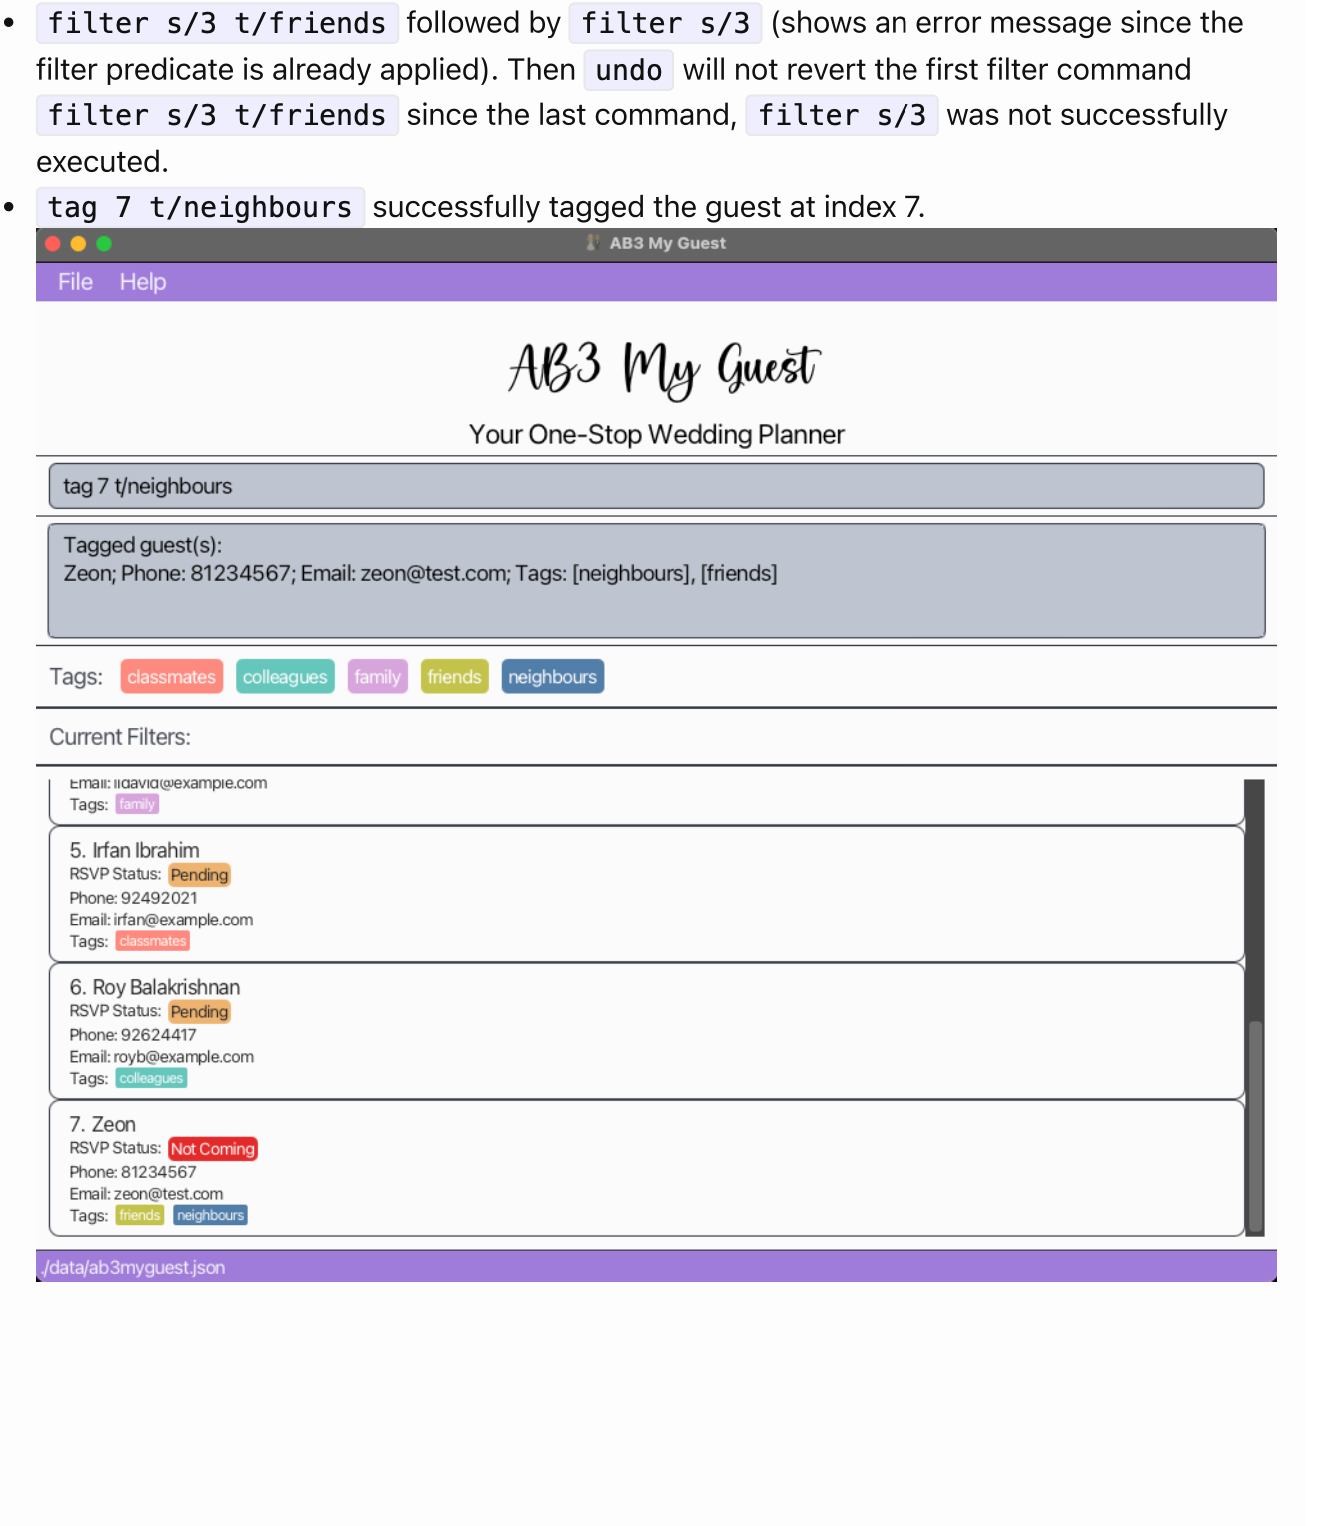 filter s/3 t/friends followed by filter s/3 (shows an error message since the
filter predicate is already applied). Then undo will not revert the first filter command
filter s/3 t/friends since the last command, filter s/3 was not successfully
executed.
tag 7 t/neighbours successfully tagged the guest at index 7.
AB3 My Guest
File Help
AB3 My Guest
Your One-Stop Wedding Planner
tag 7 t/neighbours
Tagged guest(s):
Zeon; Phone: 81234567; Email: zeon@test.com; Tags: [neighbours], [friends]
Tags: classmates colleagues family friends neighbours
Current Filters:
Email: lidavid@example.com
Tags: family
5. Irfan Ibrahim
RSVP Status: Pending
Phone: 92492021
Email: irfan@example.com
Tags: classmates
6. Roy Balakrishnan
RSVP Status: Pending
Phone: 92624417
Email: royb@example.com
Tags: colleagues
7. Zeon
RSVP Status: Not Coming
Phone: 81234567
Email: zeon@test.com
Tags: friends neighbours
./data/ab3myguest.json